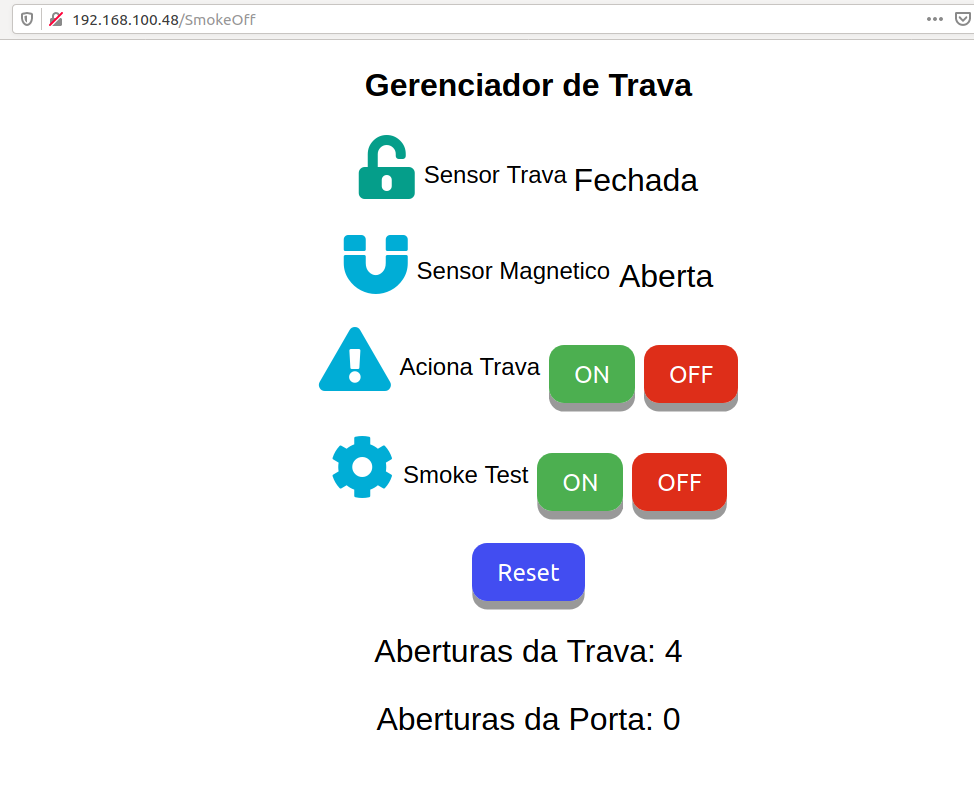 192.168.100.48/SmokeOff
Gerenciador de Trava
Sensor Trava Fechada
Sensor Magnetico Aberta
Aciona Trava ON OFF
Smoke Test ON OFF
Reset
Aberturas da Trava: 4
Aberturas da Porta: 0